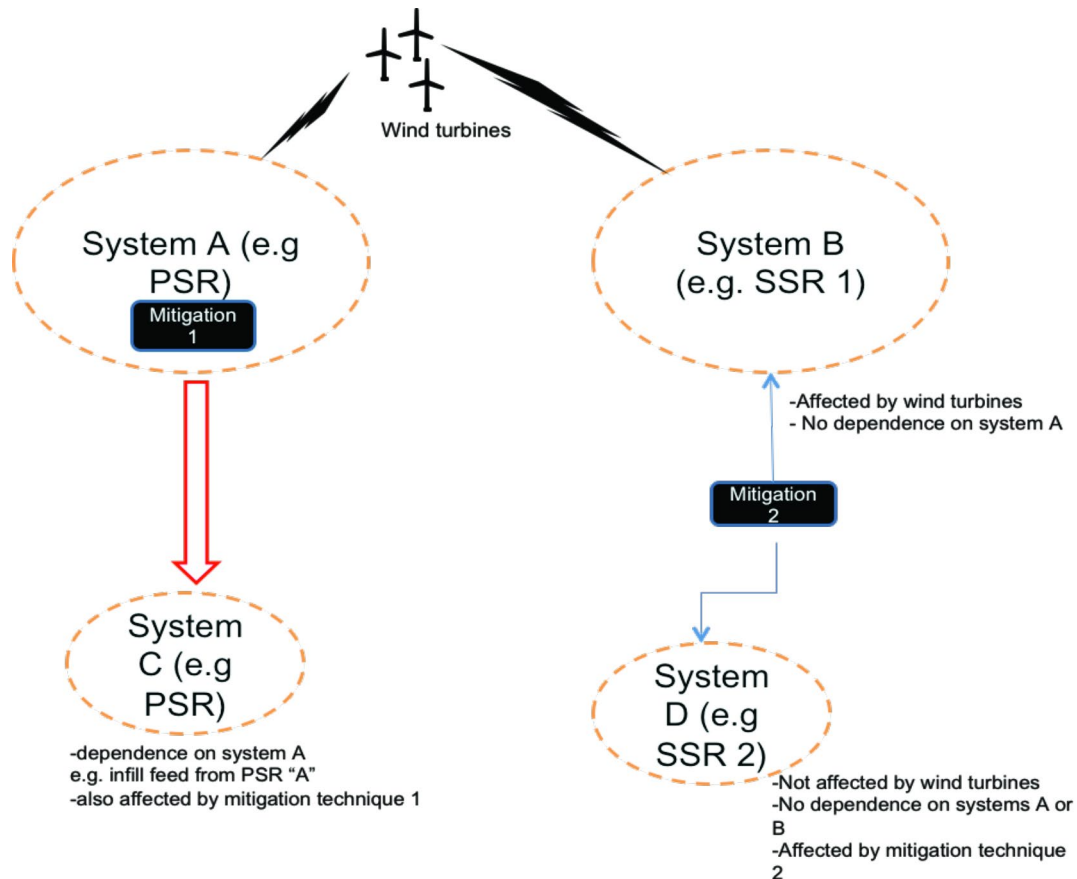 Wind turbines
System A (e.g
PSR)
Mitigation
1
System B
(e.g. SSR 1)
-Affected by wind turbines
- No dependence on system A
Mitigation
2
System
C (e.g
PSR)
-dependence on system A
e.g. infill feed from PSR “A”
-also affected by mitigation technique 1
System
D (e.g
SSR 2)
-Not affected by wind turbines
-No dependence on systems A or
B
-Affected by mitigation technique
2